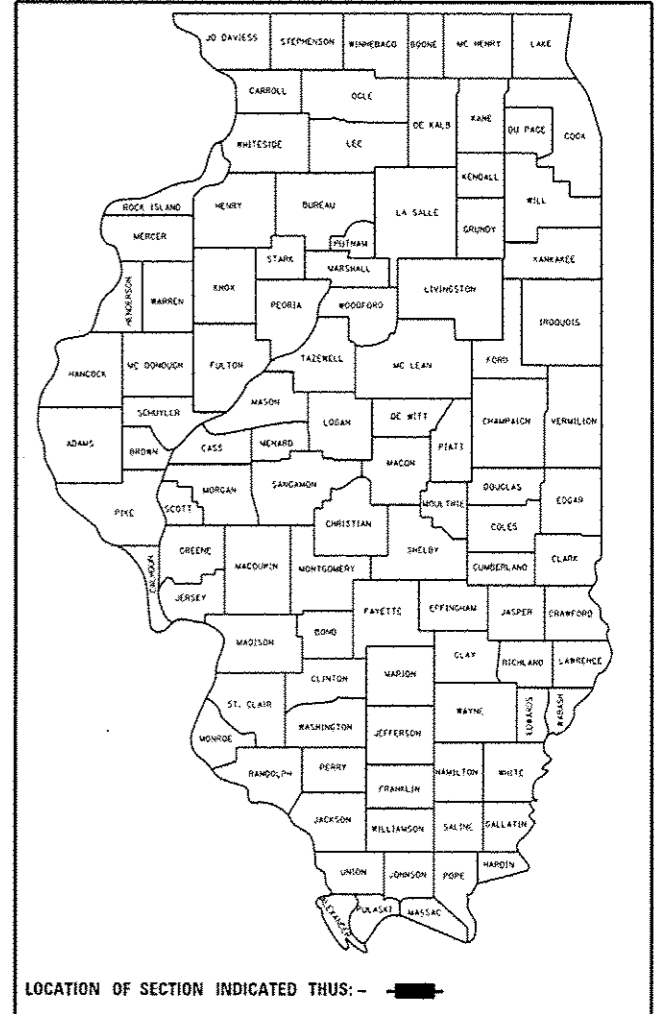 JO DAVIESS
STEPHENSON
WINNEBAGO
BOONE
MC HENRY
LAKE
CARROLL
OGLE
DE KALB
KANE
DU PAGE
COOK
WHITESIDE
LEE
KENDALL
WILL
ROCK ISLAND
HENRY
BUREAU
LA SALLE
GRUNDY
MERCER
PUTNAM
KANKAKEE
STARK
MARSHALL
HENDERSON
WARREN
KNOX
PEORIA
WOODFORD
LIVINGSTON
IROQUOIS
HANCOCK
MC DONOUGH
FULTON
TAZEWELL
MC LEAN
FORD
SCHUYLER
MASON
LOGAN
DE WITT
CHAMPAIGN
VERMILION
ADAMS
BROWN
CASS
MENARD
MACON
PIATT
PIKE
SCOTT
MORGAN
SANGAMON
CHRISTIAN
MOULTRIE
DOUGLAS
EDGAR
COLES
GREENE
MACOUPIN
MONTGOMERY
SHELBY
CUMBERLAND
CLARK
CALHOUN
JERSEY
FAYETTE
EFFINGHAM
JASPER
CRAWFORD
MADISON
BOND
CLAY
RICHLAND
LAWRENCE
CLINTON
MARION
ST. CLAIR
WASHINGTON
WAYNE
EDWARDS
WABASH
MONROE
JEFFERSON
RANDOLPH
PERRY
HAMILTON
WHITE
FRANKLIN
JACKSON
WILLIAMSON
SALINE
GALLATIN
UNION
JOHNSON
POPE
HARDIN
ALEXANDER
PULASKI
MASSAC
LOCATION OF SECTION INDICATED THUS: -